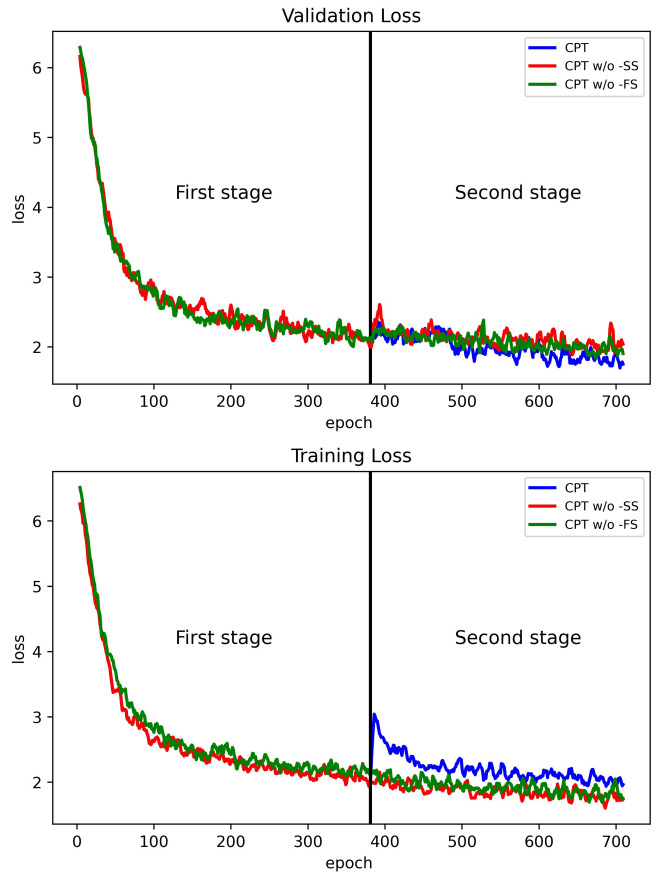 Validation Loss
CPT
CPT w/o -SS
CPT w/o -FS
6
5
4
3
2
loss
First stage
Second stage
0 100 200 300 400 500 600 700
epoch
Training Loss
CPT
CPT w/o -SS
CPT w/o -FS
6
5
4
3
2
loss
First stage
Second stage
0 100 200 300 400 500 600 700
epoch